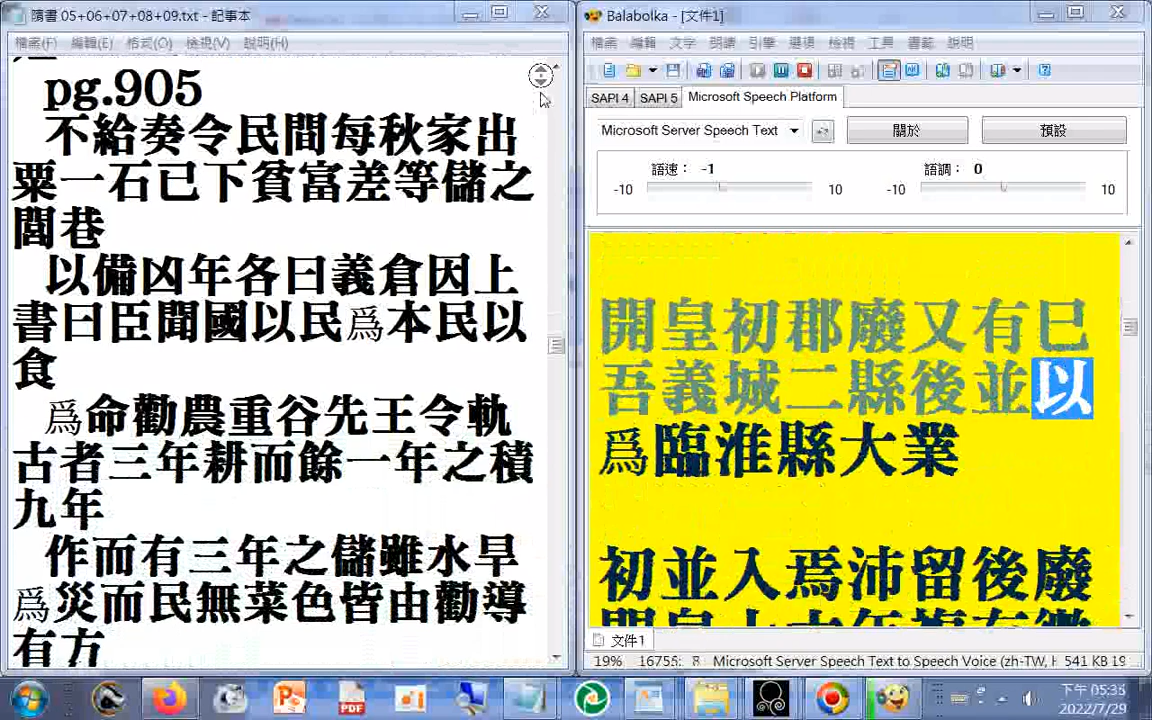 隋書 05+06+07+08+09.txt - 記事本
檔案(F) 編輯(E) 格式(O) 檢視(V) 說明(H)
pg.905
不給奏令民間每秋家出
粟一石已下貧富差等儲之
閭巷
以備凶年各曰義倉因上
書曰臣聞國以民爲本民以
食
爲命勸農重谷先王令軌
古者三年耕而餘一年之積
九年
作而有三年之儲雖水旱
爲災而民無菜色皆由勸導
有方
Balabolka - [文件1]
檔案 編輯 文字 朗讀 引擎 選項 檢視 工具 書籤 說明
SAPI 4 SAPI 5 Microsoft Speech Platform
Microsoft Server Speech Text 關於 預設
語速: -1 語調: 0
-10 10 -10 10
開皇初郡廢又有已
吾義城二縣後並以
爲臨淮縣大業
初並入焉沛留後廢
文件1
19% 16755: 8 Microsoft Server Speech Text to Speech Voice (zh-TW, H 541 KB 19
PDF
下午 05:35
2022/7/29